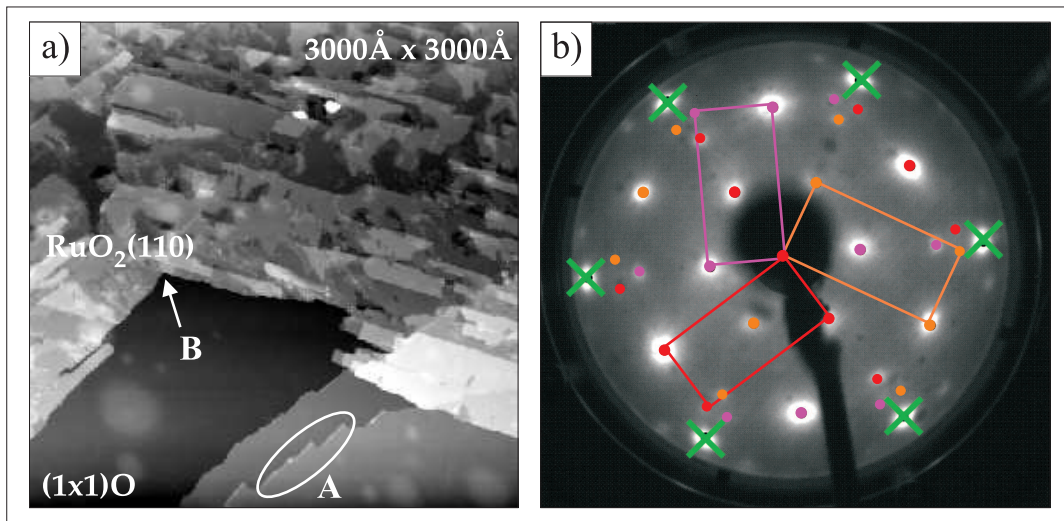 a)
3000Å x 3000Å
RuO₂(110)
B
(1x1)O
A
b)